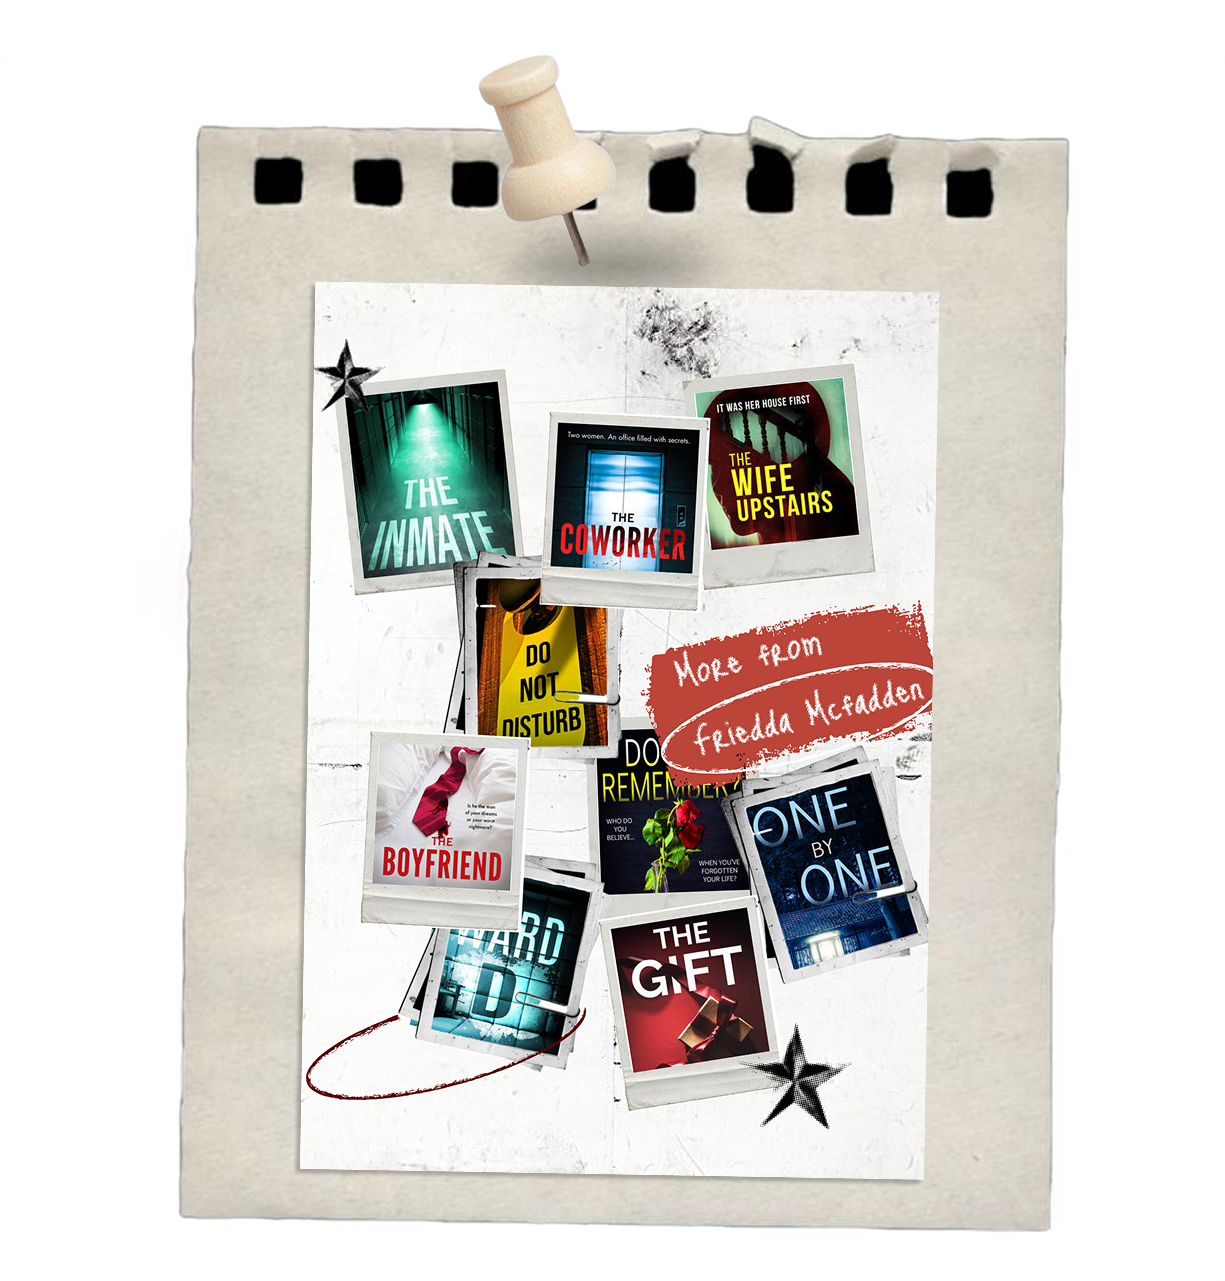 THE
INMATE
Two women. An office filled with secrets.
THE
COWORKER
IT WAS HER HOUSE FIRST
THE
WIFE
UPSTAIRS
DO
NOT
DISTURB
More from
friedda Mcfadden
Is he the man
of your dreams
or your worst
nightmare?
THE
BOYFRIEND
DO
REMEMBER?
WHO DO
YOU
BELIEVE...
WHEN YOU'VE
FORGOTTEN
YOUR LIFE?
ONE
BY
ONE
WARD
D
THE
GIFT